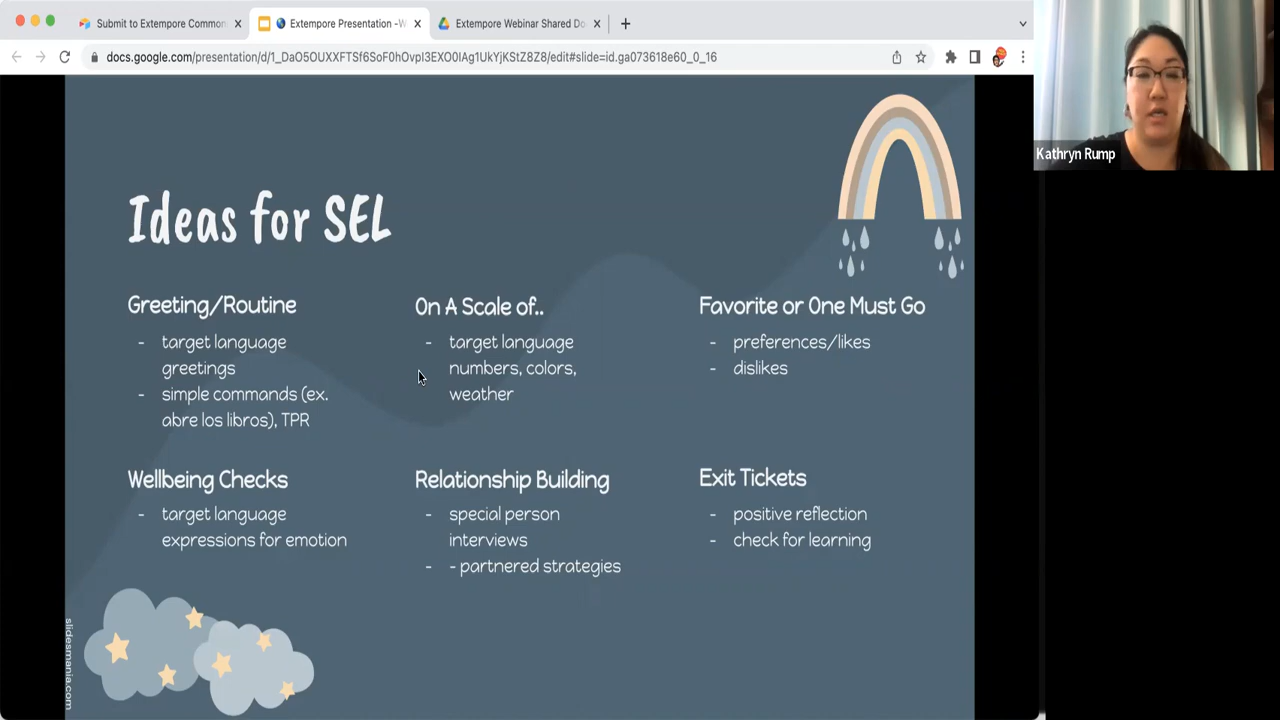 Submit to Extempore Common
Extempore Presentation -W
Extempore Webinar Shared Do
docs.google.com/presentation/d/1_DaO5OUXXFTSf6SoF0hOvpI3EXO0IAg1UkYjKStZ8Z8/edit#slide=id.ga073618e60_0_16
Kathryn Rump
Ideas for SEL
Greeting/Routine
- target language
greetings
- simple commands (ex.
abre los libros), TPR
On A Scale of..
- target language
numbers, colors,
weather
Favorite or One Must Go
- preferences/likes
- dislikes
Wellbeing Checks
- target language
expressions for emotion
Relationship Building
- special person
interviews
- - partnered strategies
Exit Tickets
- positive reflection
- check for learning
slidesmania.com